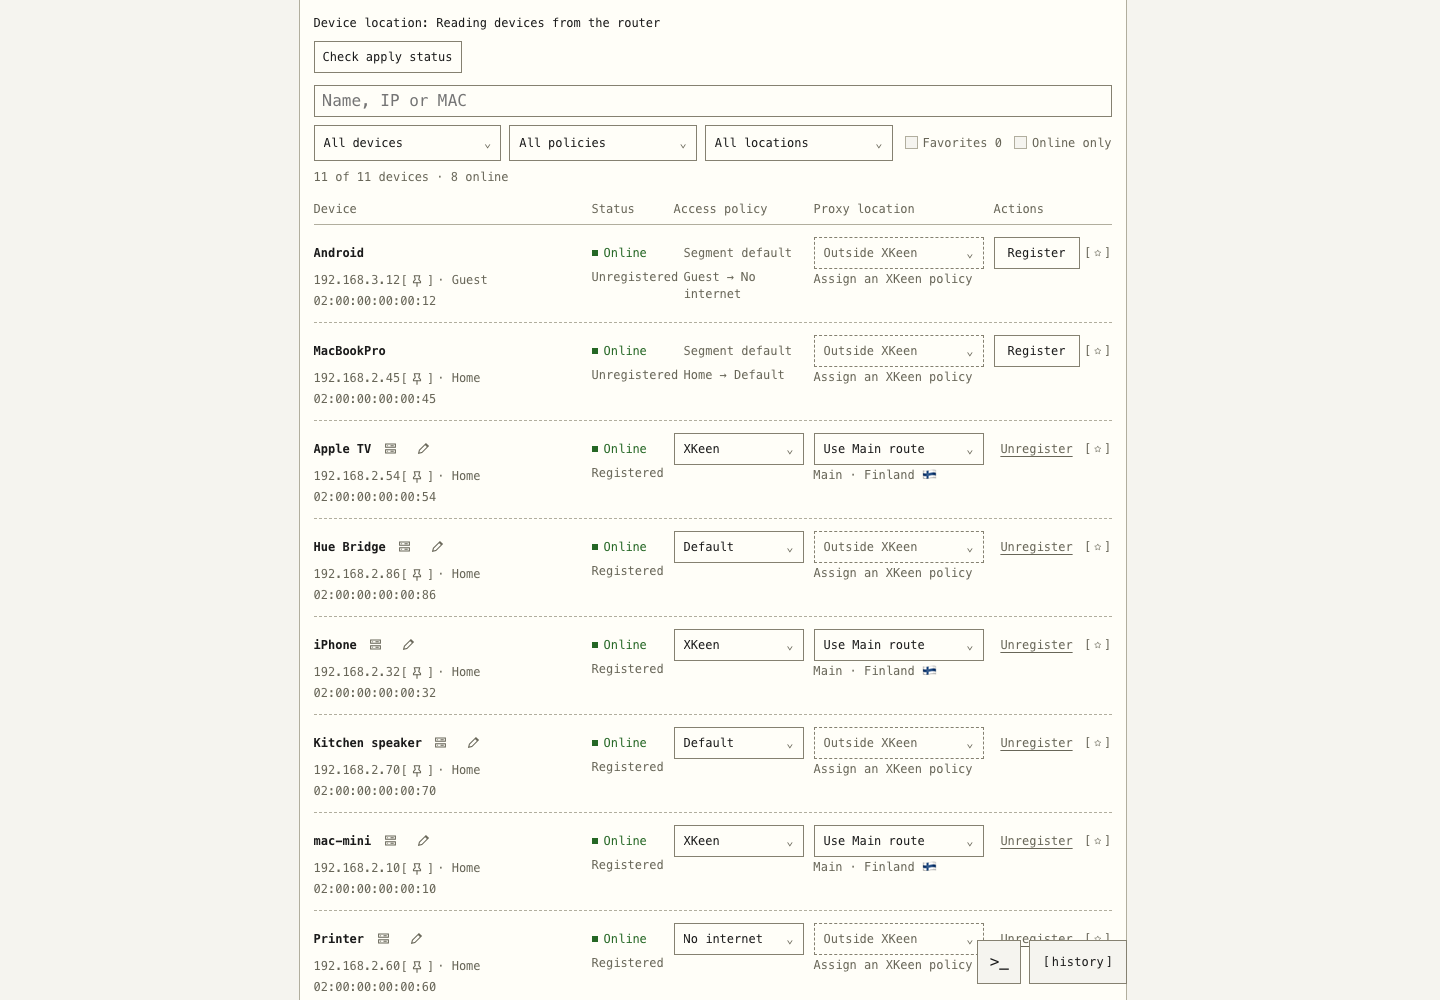 Device location: Reading devices from the router
Check apply status
Name, IP or MAC
All devices All policies All locations Favorites 0 Online only
11 of 11 devices · 8 online
Device Status Access policy Proxy location Actions
Android Online Segment default Outside XKeen Register [☆]
192.168.3.12[ ]· Guest Unregistered Guest → No internet Assign an XKeen policy
02:00:00:00:00:12
MacBookPro Online Segment default Outside XKeen Register [☆]
192.168.2.45[ ]· Home Unregistered Home → Default Assign an XKeen policy
02:00:00:00:00:45
Apple TV Online XKeen Use Main route Unregister [☆]
192.168.2.54[ ]· Home Registered Main · Finland 🇫🇮
02:00:00:00:00:54
Hue Bridge Online Default Outside XKeen Unregister [☆]
192.168.2.86[ ]· Home Registered Assign an XKeen policy
02:00:00:00:00:86
iPhone Online XKeen Use Main route Unregister [☆]
192.168.2.32[ ]· Home Registered Main · Finland 🇫🇮
02:00:00:00:00:32
Kitchen speaker Online Default Outside XKeen Unregister [☆]
192.168.2.70[ ]· Home Registered Assign an XKeen policy
02:00:00:00:00:70
mac-mini Online XKeen Use Main route Unregister [☆]
192.168.2.10[ ]· Home Registered Main · Finland 🇫🇮
02:00:00:00:00:10
Printer Online No internet Outside XKeen Unregister [☆]
192.168.2.60[ ]· Home Registered Assign an XKeen policy >_ [history]
02:00:00:00:00:60